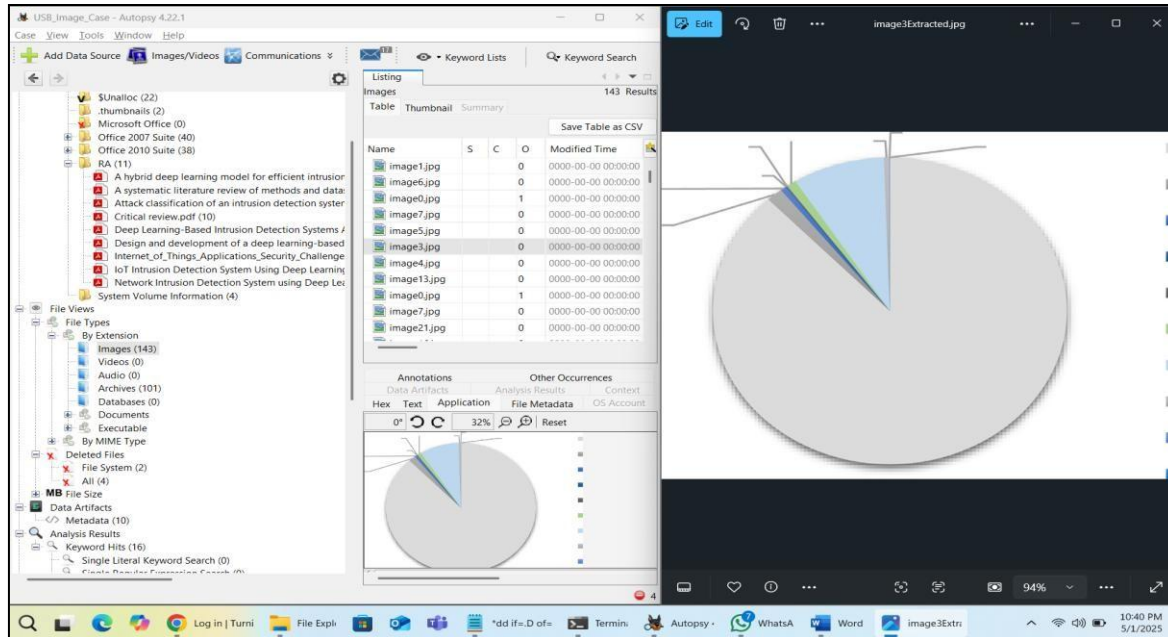 USB_Image_Case - Autopsy 4.22.1
Case View Tools Window Help
Add Data Source Images/Videos Communications Keyword Lists Keyword Search
$Unalloc (22)
.thumbnails (2)
Microsoft Office (0)
Office 2007 Suite (40)
Office 2010 Suite (38)
RA (11)
A hybrid deep learning model for efficient intrusion
A systematic literature review of methods and data
Attack classification of an intrusion detection syster
Critical review.pdf (10)
Deep Learning-Based Intrusion Detection Systems A
Design and development of a deep learning-based
Internet_of_Things_Applications_Security_Challenge
IoT Intrusion Detection System Using Deep Learning
Network Intrusion Detection System using Deep Lea
System Volume Information (4)
File Views
File Types
By Extension
Images (143)
Videos (0)
Audio (0)
Archives (101)
Databases (0)
Documents
Executable
By MIME Type
Deleted Files
File System (2)
All (4)
MB File Size
Data Artifacts
Metadata (10)
Analysis Results
Keyword Hits (16)
Single Literal Keyword Search (0)
Single Regular Expression Search (0)
Listing
Images 143 Results
Table Thumbnail Summary
Save Table as CSV
Name S C O Modified Time
image1.jpg 0 0000-00-00 00:00:00
image6.jpg 0 0000-00-00 00:00:00
image0.jpg 1 0000-00-00 00:00:00
image7.jpg 0 0000-00-00 00:00:00
image5.jpg 0 0000-00-00 00:00:00
image3.jpg 0 0000-00-00 00:00:00
image4.jpg 0 0000-00-00 00:00:00
image13.jpg 0 0000-00-00 00:00:00
image0.jpg 1 0000-00-00 00:00:00
image7.jpg 0 0000-00-00 00:00:00
image21.jpg 0 0000-00-00 00:00:00
Annotations Other Occurrences
Data Artifacts Analysis Results Context
Hex Text Application File Metadata OS Account
0° 32% Reset
4
Edit image3Extracted.jpg
94%
Log in | Turni File Expl *dd if=.D of= Termin Autopsy - WhatsA Word image3Extr
10:40 PM
5/1/2025